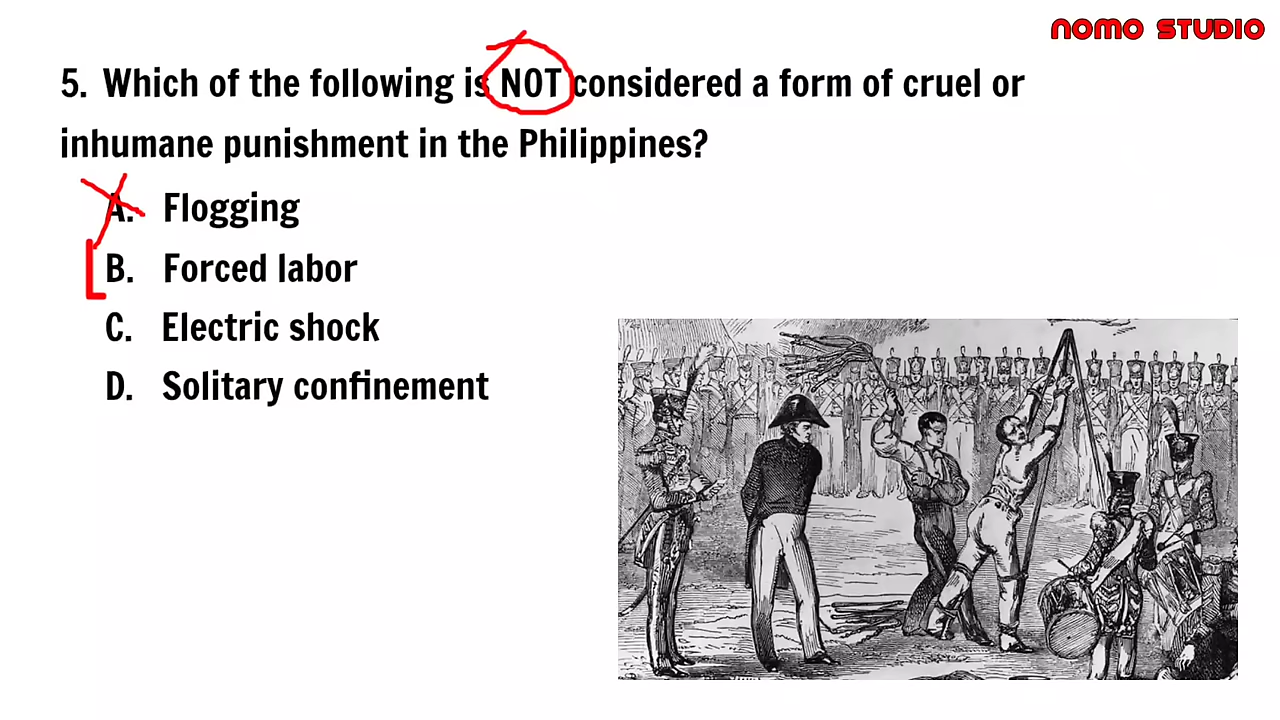 NOMO STUDIO
5. Which of the following is NOT considered a form of cruel or
inhumane punishment in the Philippines?
A. Flogging
B. Forced labor
C. Electric shock
D. Solitary confinement